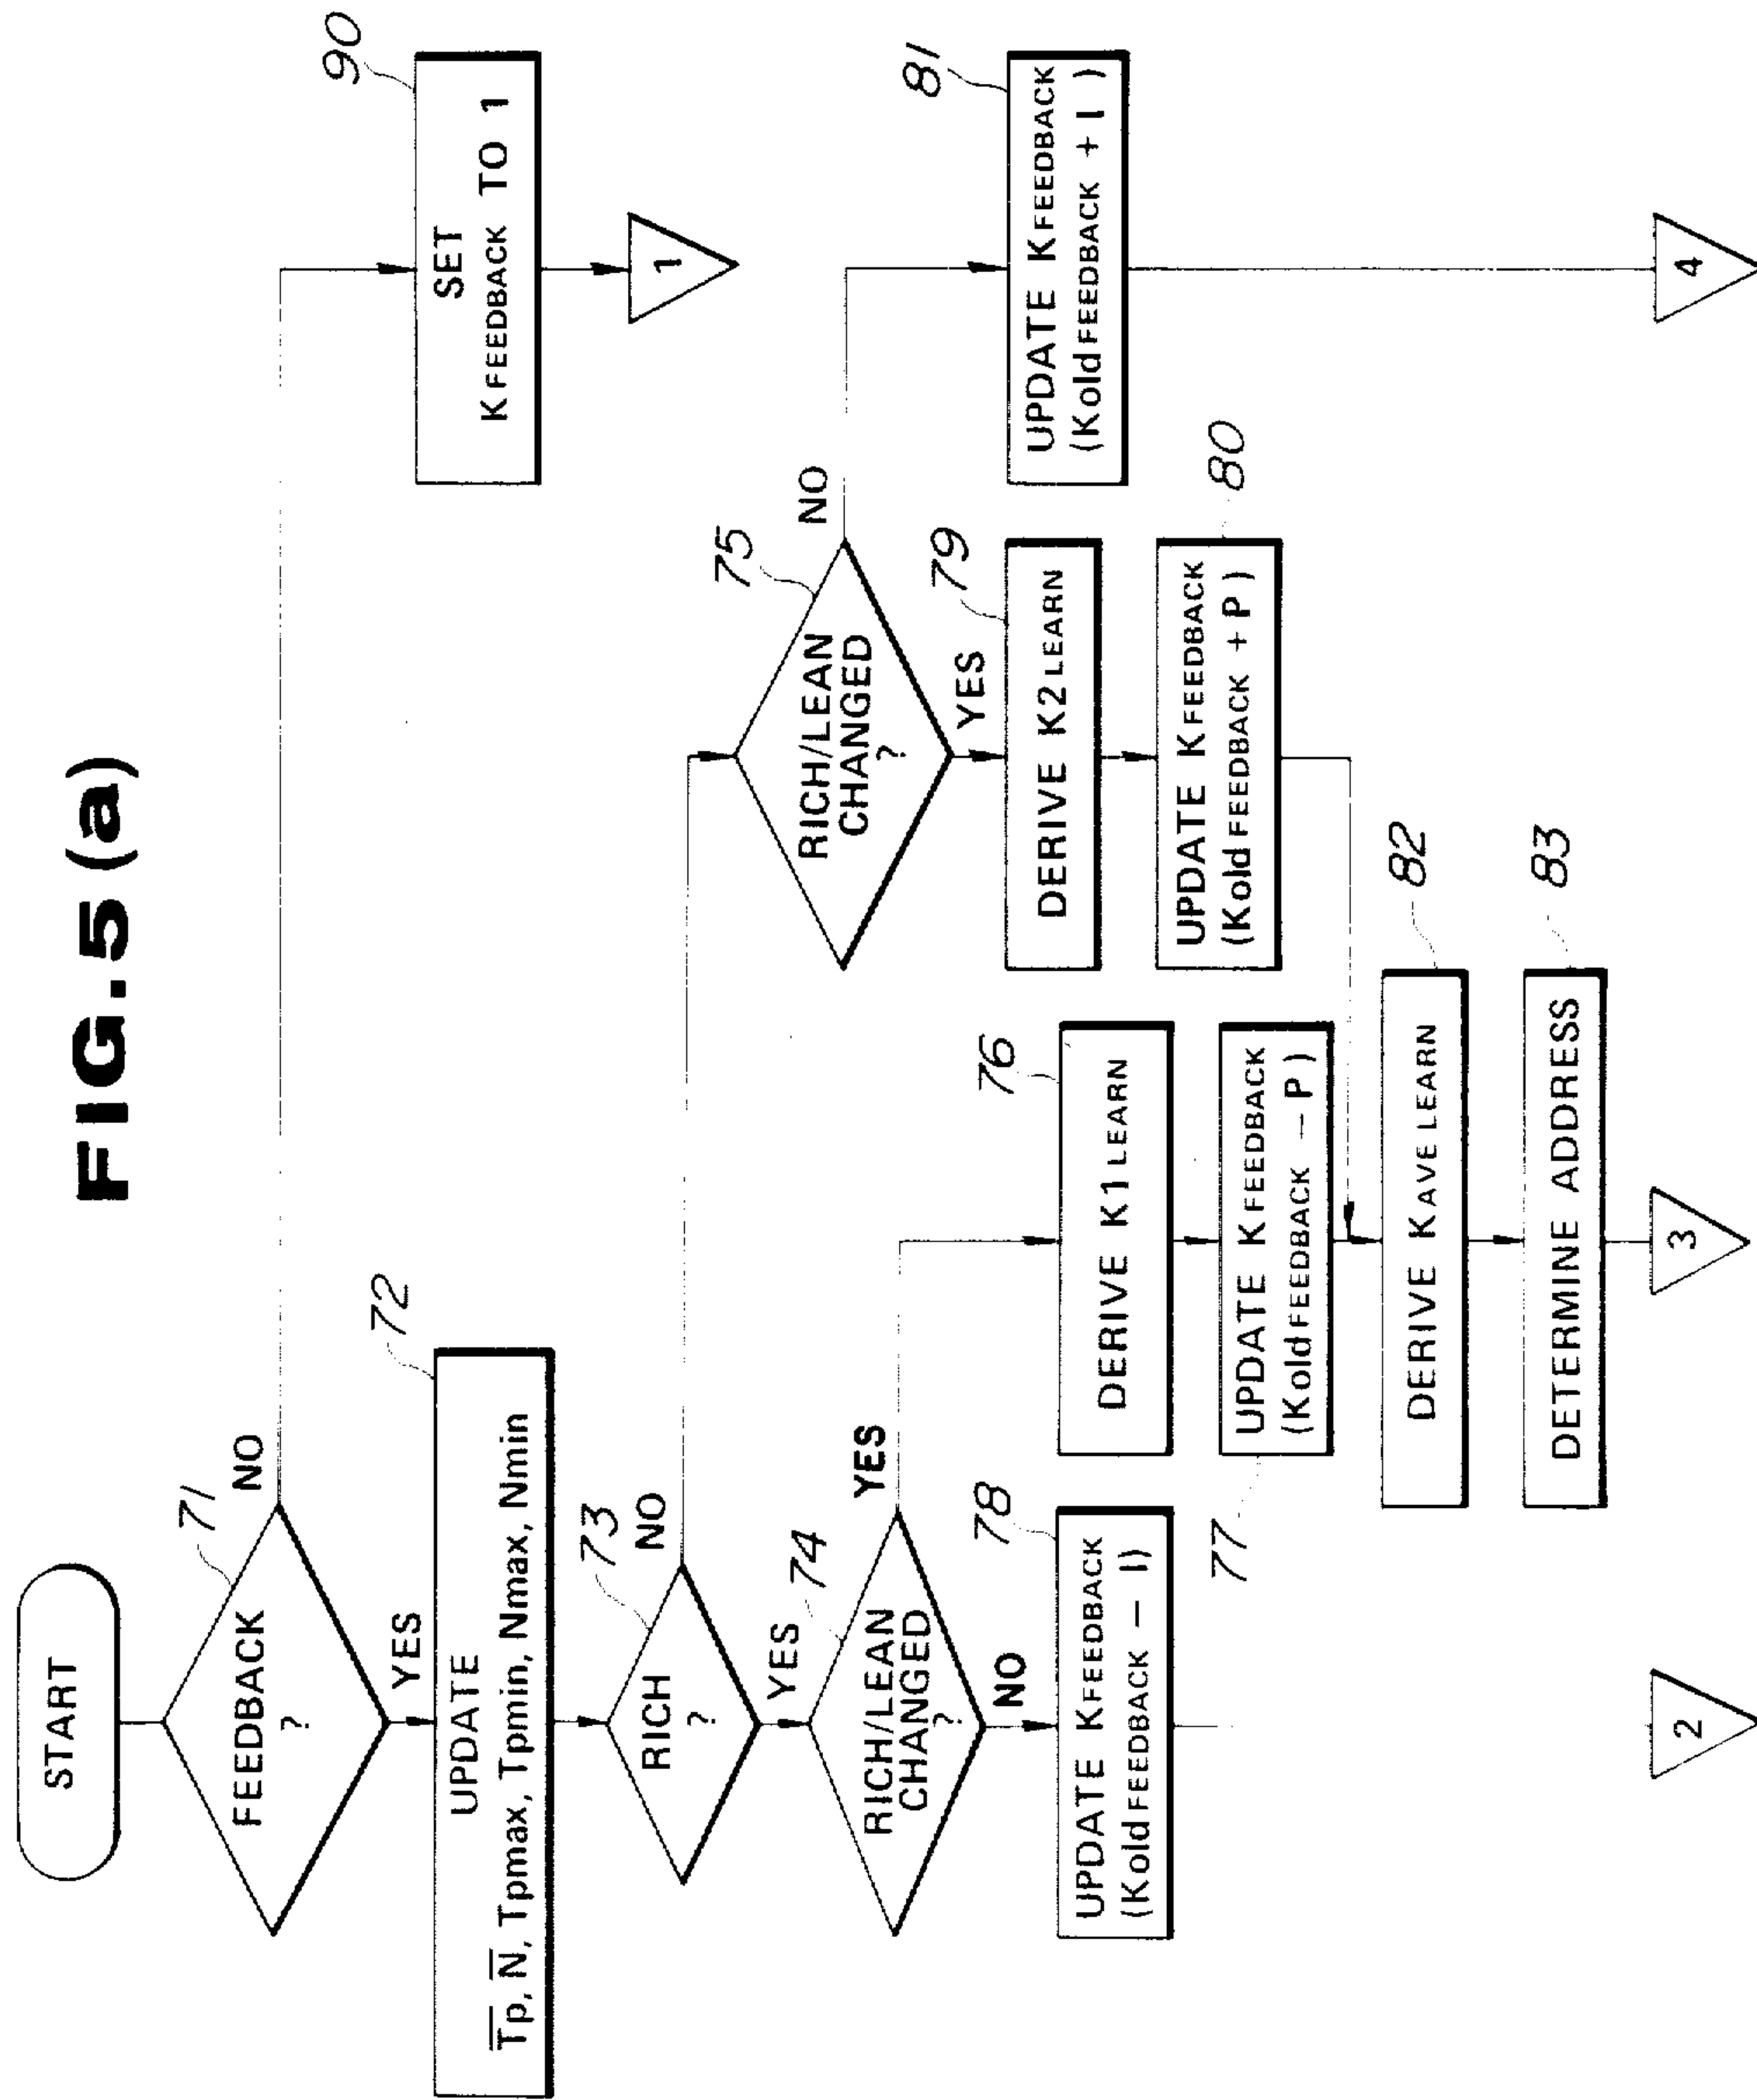 FIG. 5 (a)
START
71
FEEDBACK
?
NO
YES
90
SET
KFEEDBACK TO 1
1
72
UPDATE
T̅p̅, N̅, Tpmax, Tpmin, Nmax, Nmin
73
RICH
?
NO
YES
74
RICH/LEAN
CHANGED
?
YES
NO
75
RICH/LEAN
CHANGED
?
NO
YES
78
UPDATE KFEEDBACK
(KoldFEEDBACK — I)
76
DERIVE K1LEARN
77
UPDATE KFEEDBACK
(KoldFEEDBACK — P)
79
DERIVE K2LEARN
80
UPDATE KFEEDBACK
(KoldFEEDBACK + P)
81
UPDATE KFEEDBACK
(KoldFEEDBACK + I)
82
DERIVE KAVE LEARN
83
DETERMINE ADDRESS
2
3
4